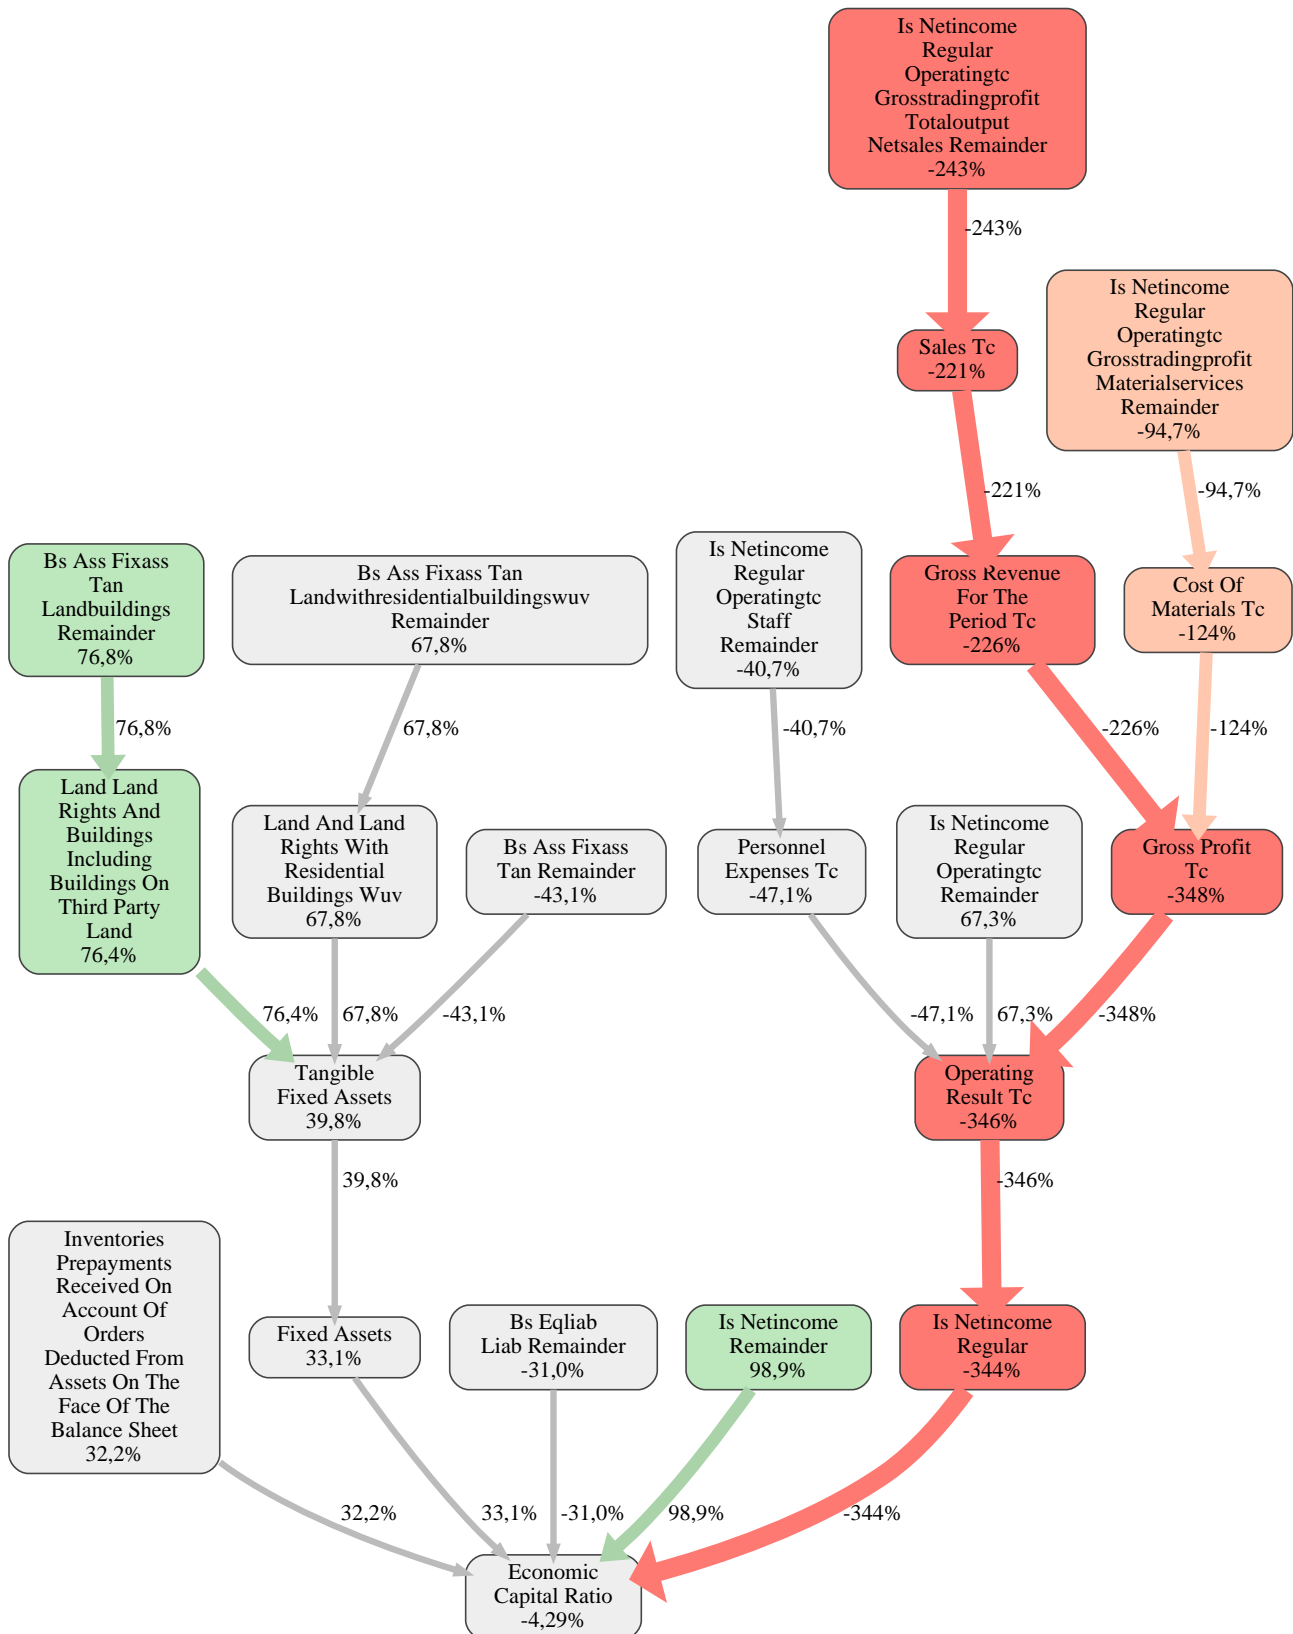 Is Netincome
Regular
Operatingtc
Grosstradingprofit
Totaloutput
Netsales Remainder
-243%
-243%
Is Netincome
Regular
Operatingtc
Grosstradingprofit
Materialservices
Remainder
-94,7%
Sales Tc
-221%
-221%
-94,7%
Bs Ass Fixass
Tan
Landbuildings
Remainder
76,8%
Bs Ass Fixass Tan
Landwithresidentialbuildingswuv
Remainder
67,8%
Is Netincome
Regular
Operatingtc
Staff
Remainder
-40,7%
Gross Revenue
For The
Period Tc
-226%
Cost Of
Materials Tc
-124%
76,8%
67,8%
-40,7%
-226%
-124%
Land Land
Rights And
Buildings
Including
Buildings On
Third Party
Land
76,4%
Land And Land
Rights With
Residential
Buildings Wuv
67,8%
Bs Ass Fixass
Tan Remainder
-43,1%
Personnel
Expenses Tc
-47,1%
Is Netincome
Regular
Operatingtc
Remainder
67,3%
Gross Profit
Tc
-348%
76,4%
67,8%
-43,1%
-47,1%
67,3%
-348%
Tangible
Fixed Assets
39,8%
Operating
Result Tc
-346%
39,8%
-346%
Inventories
Prepayments
Received On
Account Of
Orders
Deducted From
Assets On The
Face Of The
Balance Sheet
32,2%
Fixed Assets
33,1%
Bs Eqliab
Liab Remainder
-31,0%
Is Netincome
Remainder
98,9%
Is Netincome
Regular
-344%
32,2%
33,1%
-31,0%
98,9%
-344%
Economic
Capital Ratio
-4,29%